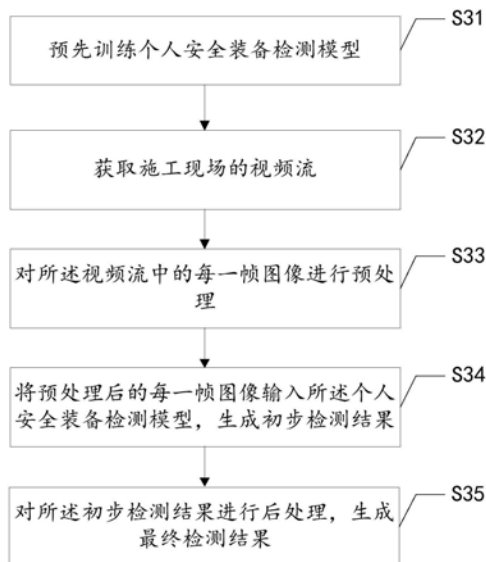 预先训练个人安全装备检测模型
S31
获取施工现场的视频流
S32
对所述视频流中的每一帧图像进行预处
理
S33
将预处理后的每一帧图像输入所述个人
安全装备检测模型，生成初步检测结果
S34
对所述初步检测结果进行后处理，生成
最终检测结果
S35